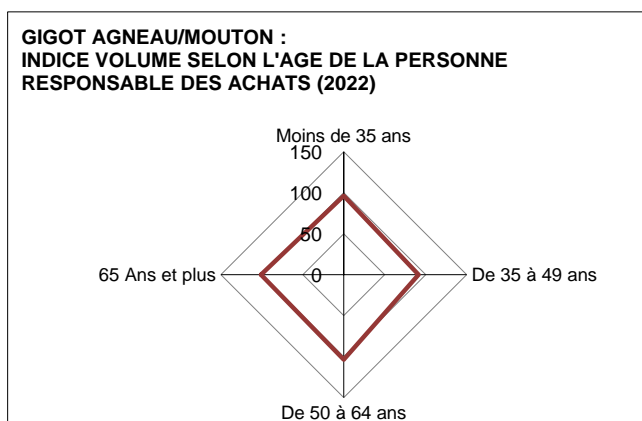 GIGOT AGNEAU/MOUTON :
INDICE VOLUME SELON L'AGE DE LA PERSONNE
RESPONSABLE DES ACHATS (2022)
Moins de 35 ans
150
100
50
65 Ans et plus
0
De 35 à 49 ans
De 50 à 64 ans